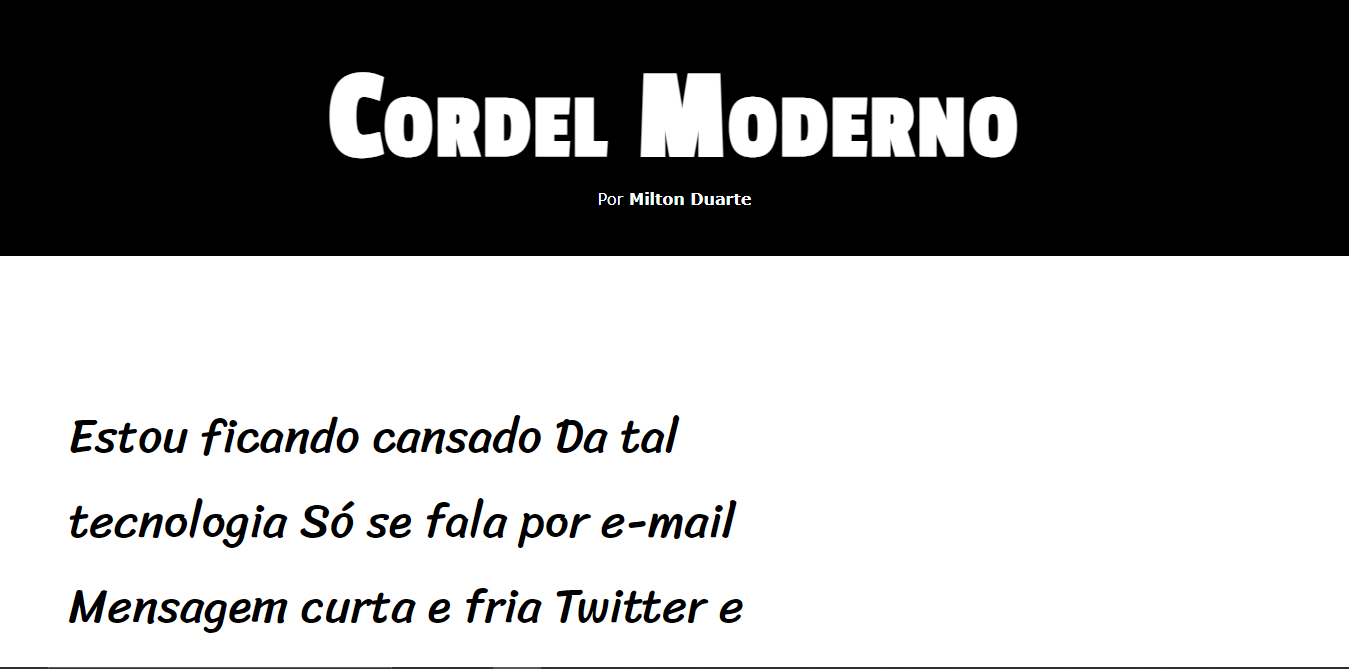 Cordel Moderno
Por Milton Duarte
Estou ficando cansado Da tal
tecnologia Só se fala por e-mail
Mensagem curta e fria Twitter e